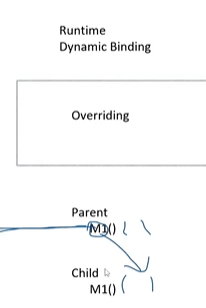 Runtime
Dynamic Binding
Overriding
Parent
M1() { }
Child
M1() { }